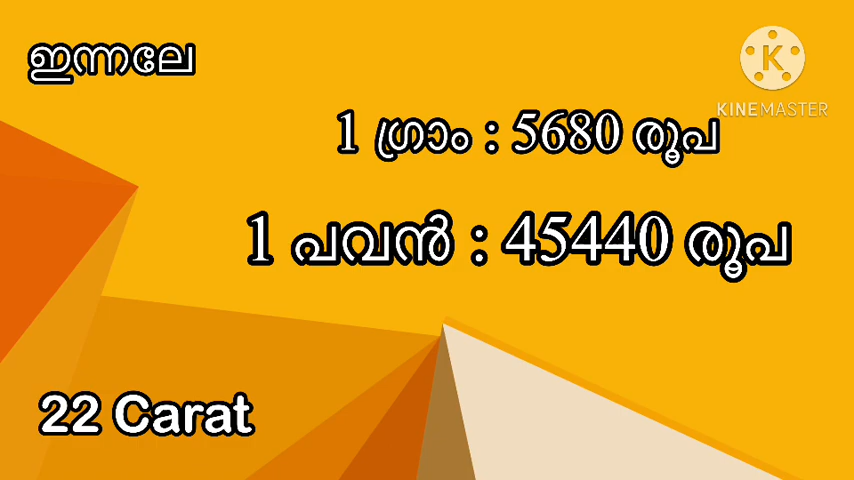 ഇന്നലേ
KINEMASTER
1 ഗ്രാം : 5680 രൂപ
1 പവൻ : 45440 രൂപ
22 Carat